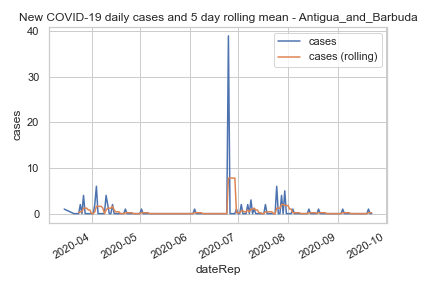 New COVID-19 daily cases and 5 day rolling mean - Antigua_and_Barbuda
cases
cases (rolling)
40
30
20
10
0
cases
2020-04
2020-05
2020-06
2020-07
2020-08
2020-09
2020-10
dateRep